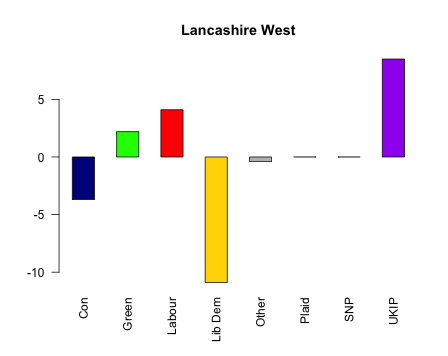 Lancashire West
5
0
-5
-10
Con
Green
Labour
Lib Dem
Other
Plaid
SNP
UKIP